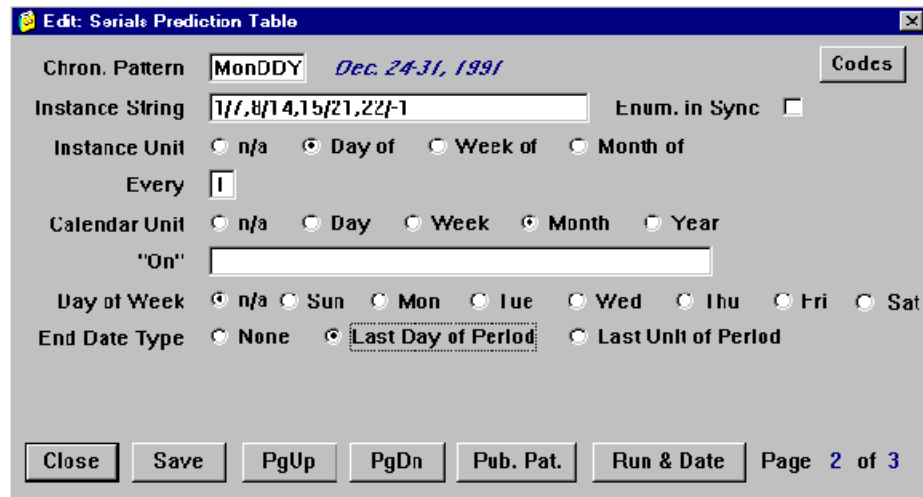 Edit: Serials Prediction Table
Chron. Pattern MonDDY Dec. 24-31, 1991 Codes
Instance String 1/7,8/14,15/21,22/-1 Enum. in Sync
Instance Unit n/a Day of Week of Month of
Every 1
Calendar Unit n/a Day Week Month Year
"On"
Day of Week n/a Sun Mon Tue Wed Thu Fri Sat
End Date Type None Last Day of Period Last Unit of Period
Close Save PgUp PgDn Pub. Pat. Run & Date Page 2 of 3